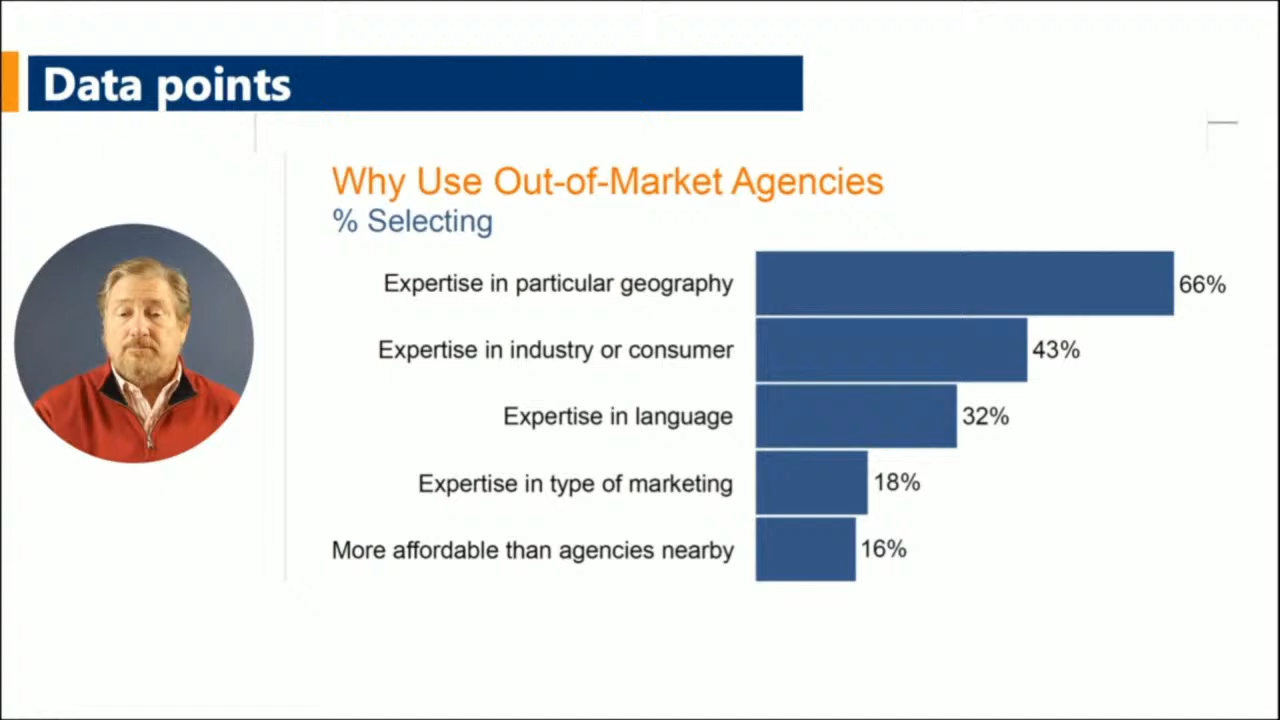 Data points
Why Use Out-of-Market Agencies
% Selecting
Expertise in particular geography 66%
Expertise in industry or consumer 43%
Expertise in language 32%
Expertise in type of marketing 18%
More affordable than agencies nearby 16%